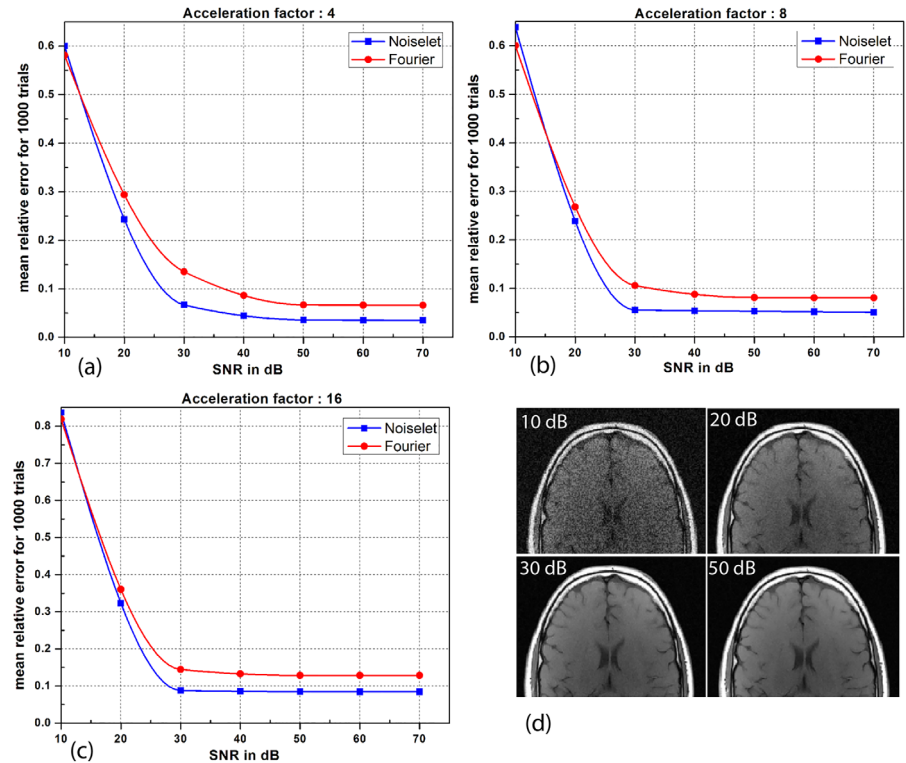 Acceleration factor : 4
mean relative error for 1000 trials
0.6
0.5
0.4
0.3
0.2
0.1
0.0
Noiselet
Fourier
10 20 30 40 50 60 70
SNR in dB
(a)
Acceleration factor : 8
mean relative error for 1000 trials
0.6
0.5
0.4
0.3
0.2
0.1
0.0
Noiselet
Fourier
10 20 30 40 50 60 70
SNR in dB
(b)
Acceleration factor : 16
mean relative error for 1000 trials
0.8
0.7
0.6
0.5
0.4
0.3
0.2
0.1
0.0
Noiselet
Fourier
10 20 30 40 50 60 70
SNR in dB
(c)
10 dB
20 dB
30 dB
50 dB
(d)